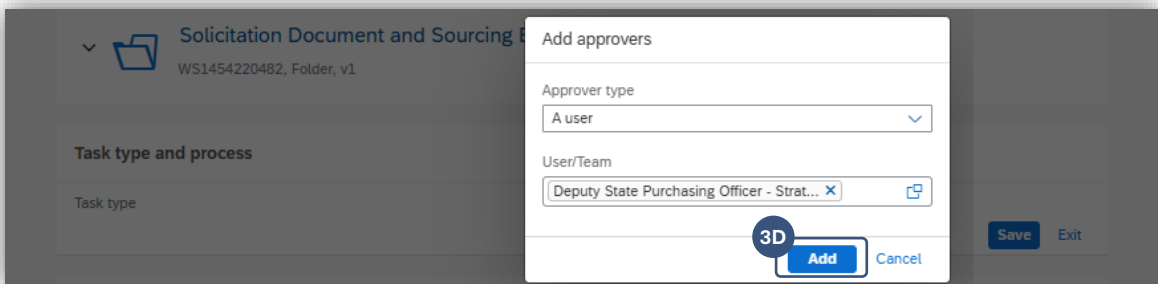 Solicitation Document and Sourcing E
WS1454220482, Folder, v1
Task type and process
Task type
Save Exit
Add approvers
Approver type
A user
User/Team
Deputy State Purchasing Officer - Strat...
3D
Add Cancel